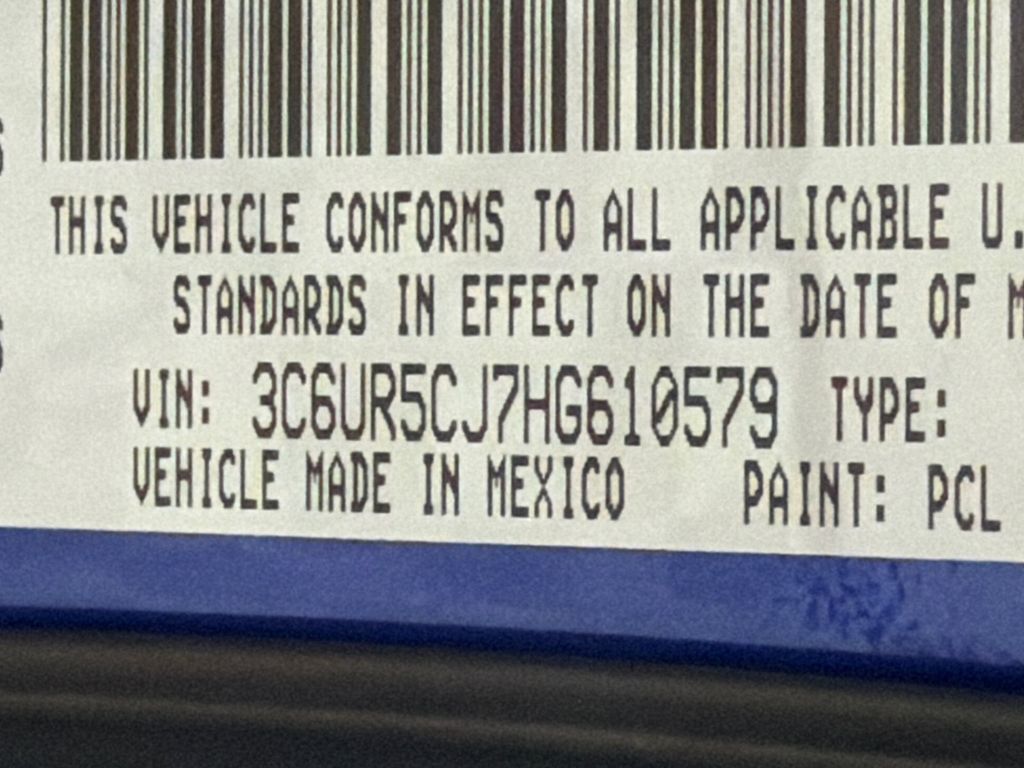 THIS VEHICLE CONFORMS TO ALL APPLICABLE U.
STANDARDS IN EFFECT ON THE DATE OF M
VIN: 3C6UR5CJ7HG610579 TYPE:
VEHICLE MADE IN MEXICO PAINT: PCL